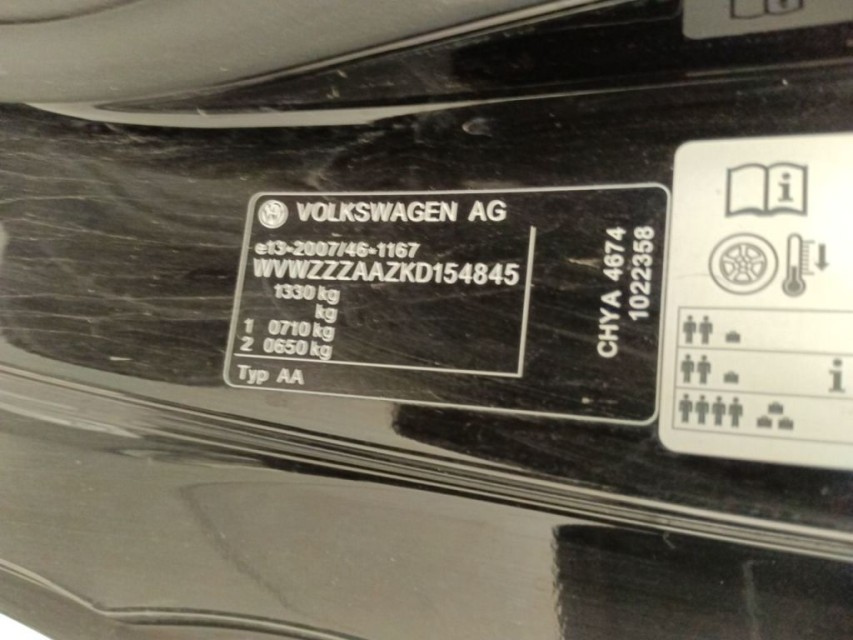 VOLKSWAGEN AG
e13*2007/46*1167
WVWZZZAAZKD154845
1330 kg
kg
1 0710 kg
2 0650 kg
Typ AA
CHYA 4674
1022358
i
i